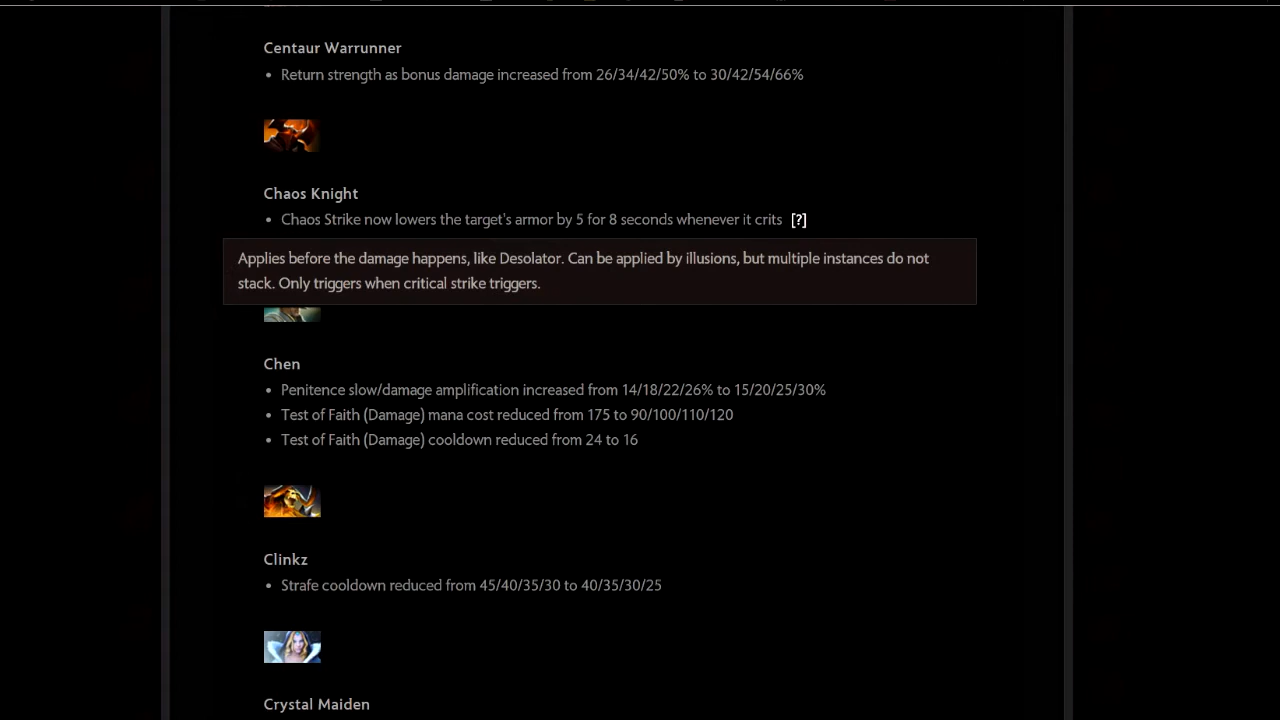 Centaur Warrunner
• Return strength as bonus damage increased from 26/34/42/50% to 30/42/54/66%
Chaos Knight
• Chaos Strike now lowers the target's armor by 5 for 8 seconds whenever it crits [?]
Applies before the damage happens, like Desolator. Can be applied by illusions, but multiple instances do not
stack. Only triggers when critical strike triggers.
Chen
• Penitence slow/damage amplification increased from 14/18/22/26% to 15/20/25/30%
• Test of Faith (Damage) mana cost reduced from 175 to 90/100/110/120
• Test of Faith (Damage) cooldown reduced from 24 to 16
Clinkz
• Strafe cooldown reduced from 45/40/35/30 to 40/35/30/25
Crystal Maiden